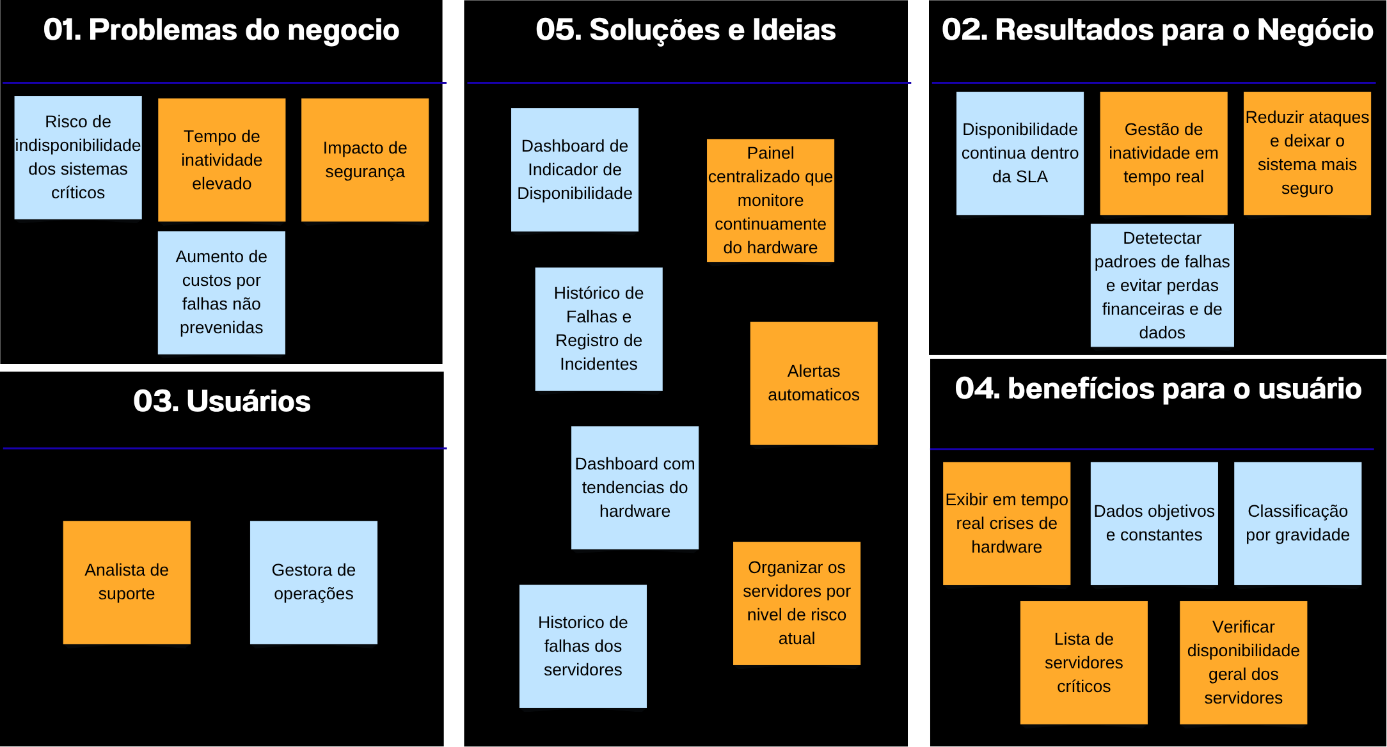 01. Problemas do negocio
Risco de
indisponibilidade
dos sistemas
críticos
Tempo de
inatividade
elevado
Impacto de
segurança
Aumento de
custos por
falhas não
prevenidas
02. Resultados para o Negócio
Disponibilidade
continua dentro
da SLA
Gestão de
inatividade em
tempo real
Reduzir ataques
e deixar o
sistema mais
seguro
Detetectar
padroes de falhas
e evitar perdas
financeiras e de
dados
03. Usuários
Analista de
suporte
Gestora de
operações
04. benefícios para o usuário
Exibir em tempo
real crises de
hardware
Dados objetivos
e constantes
Classificação
por gravidade
Lista de
servidores
críticos
Verificar
disponibilidade
geral dos
servidores
05. Soluções e Ideias
Dashboard de
Indicador de
Disponibilidade
Painel
centralizado que
monitore
continuamente
do hardware
Histórico de
Falhas e
Registro de
Incidentes
Alertas
automaticos
Dashboard com
tendencias do
hardware
Organizar os
servidores por
nivel de risco
atual
Historico de
falhas dos
servidores